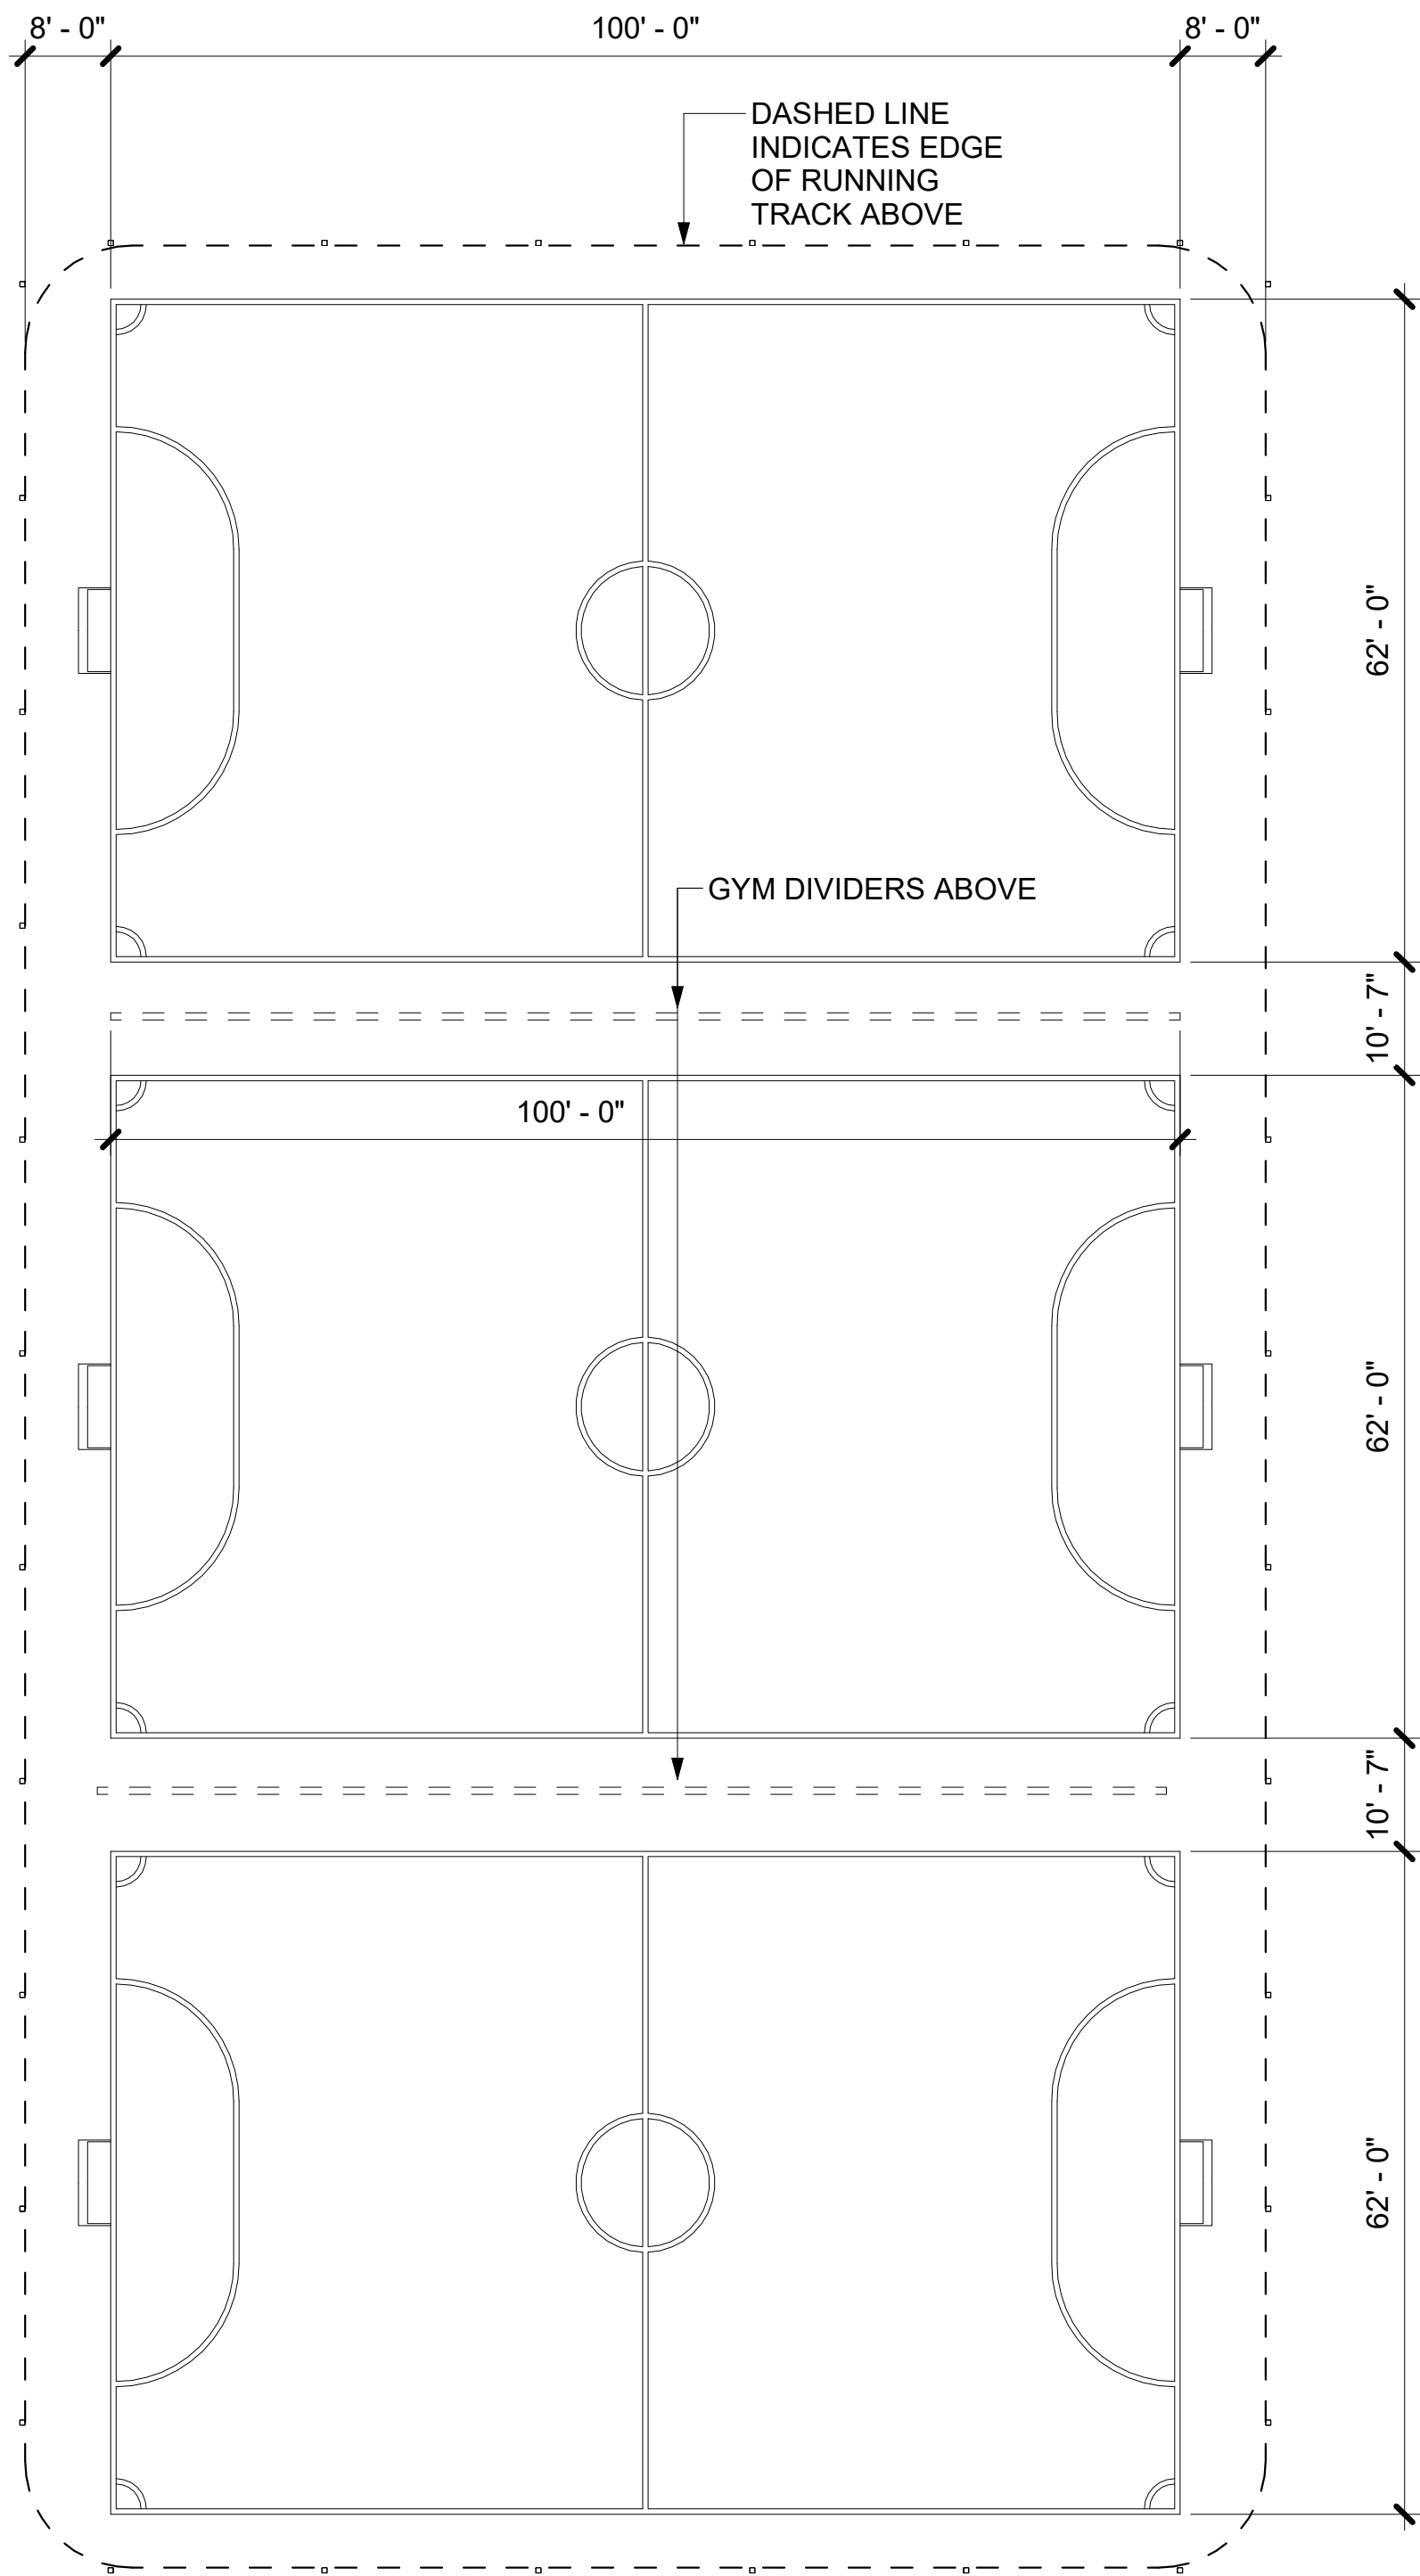 8' - 0"
100' - 0"
8' - 0"
DASHED LINE
INDICATES EDGE
OF RUNNING
TRACK ABOVE
62' - 0"
GYM DIVIDERS ABOVE
10' - 7"
100' - 0"
62' - 0"
10' - 7"
62' - 0"